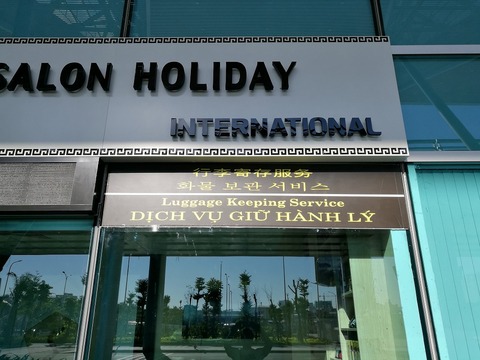 SALON HOLIDAY
INTERNATIONAL
行李寄存服务
화물 보관 서비스
Luggage Keeping Service
DỊCH VỤ GIỮ HÀNH LÝ